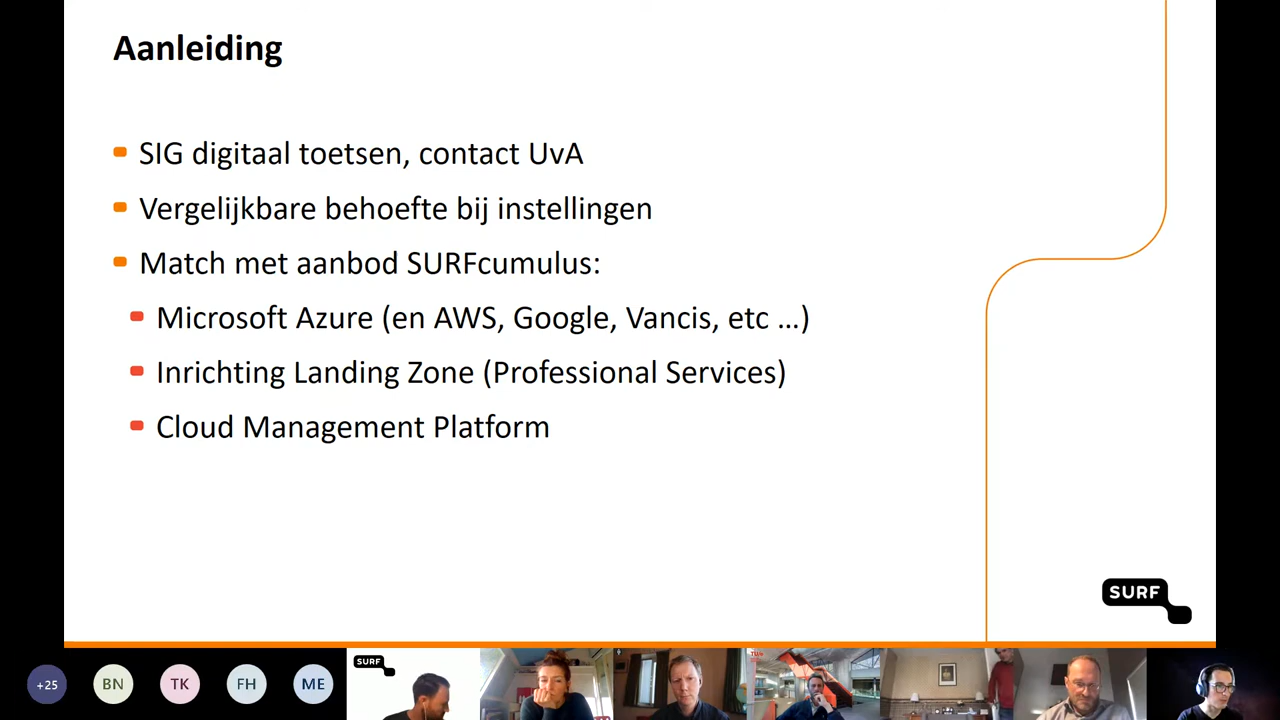 Aanleiding
SIG digitaal toetsen, contact UvA
Vergelijkbare behoefte bij instellingen
Match met aanbod SURFcumulus:
Microsoft Azure (en AWS, Google, Vancis, etc ...)
Inrichting Landing Zone (Professional Services)
Cloud Management Platform
SURF
+25
BN
TK
FH
ME
SURF